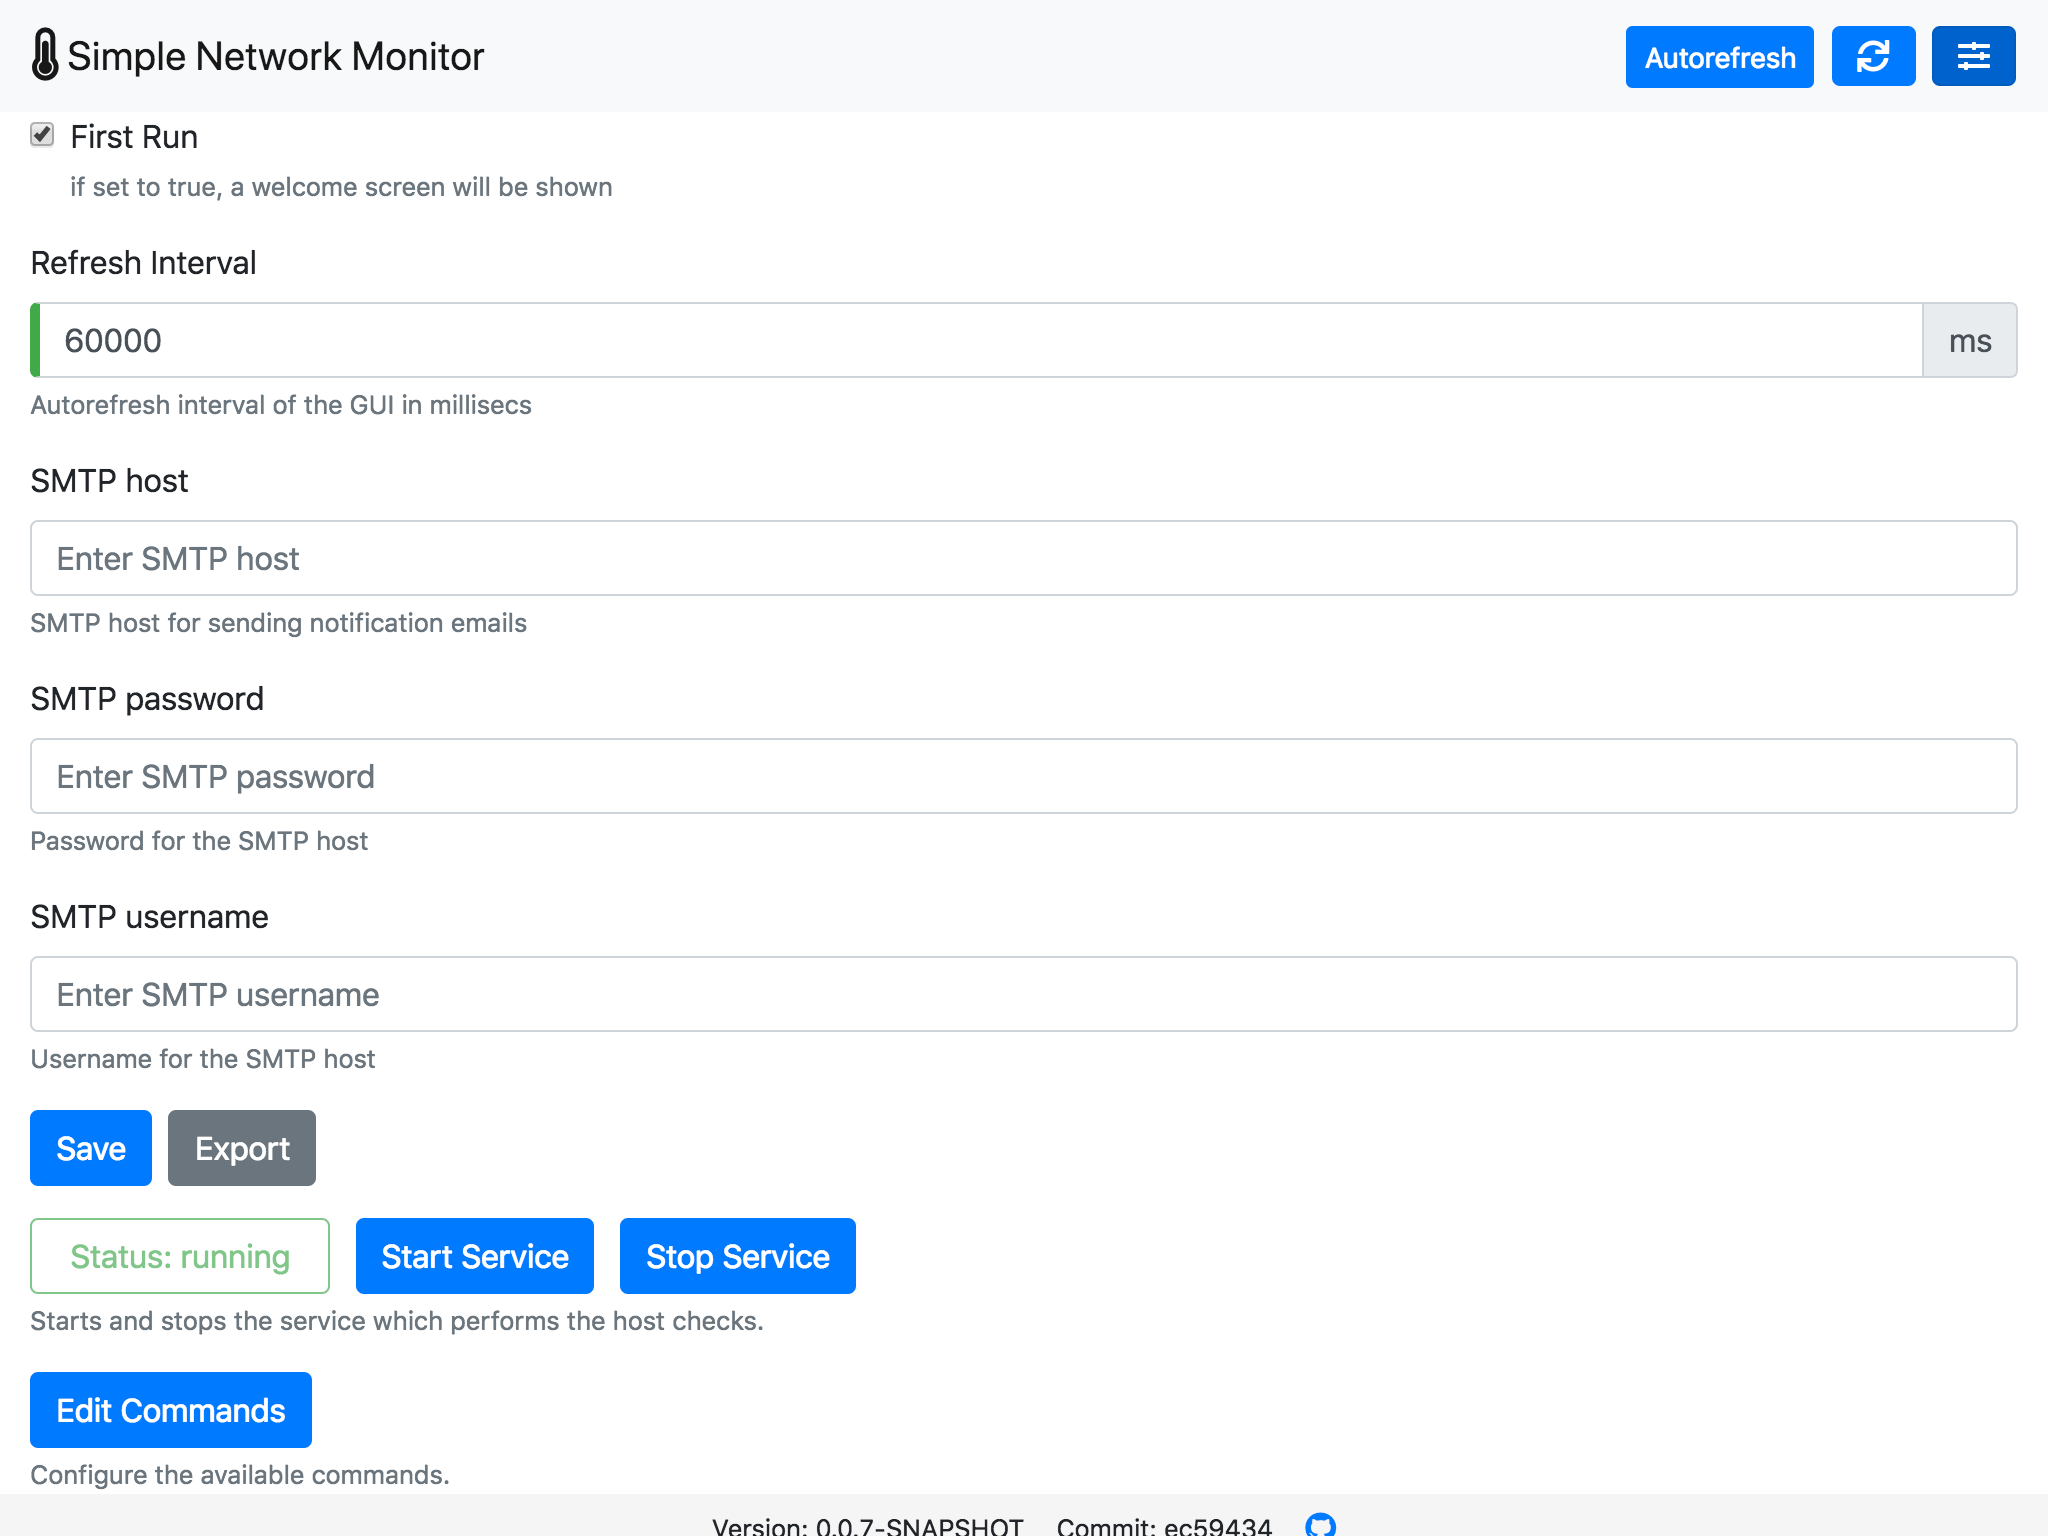 Simple Network Monitor
Autorefresh
First Run
if set to true, a welcome screen will be shown
Refresh Interval
60000
ms
Autorefresh interval of the GUI in millisecs
SMTP host
Enter SMTP host
SMTP host for sending notification emails
SMTP password
Enter SMTP password
Password for the SMTP host
SMTP username
Enter SMTP username
Username for the SMTP host
Save Export
Status: running Start Service Stop Service
Starts and stops the service which performs the host checks.
Edit Commands
Configure the available commands.
Version: 0.0.7-SNAPSHOT Commit: ec59434